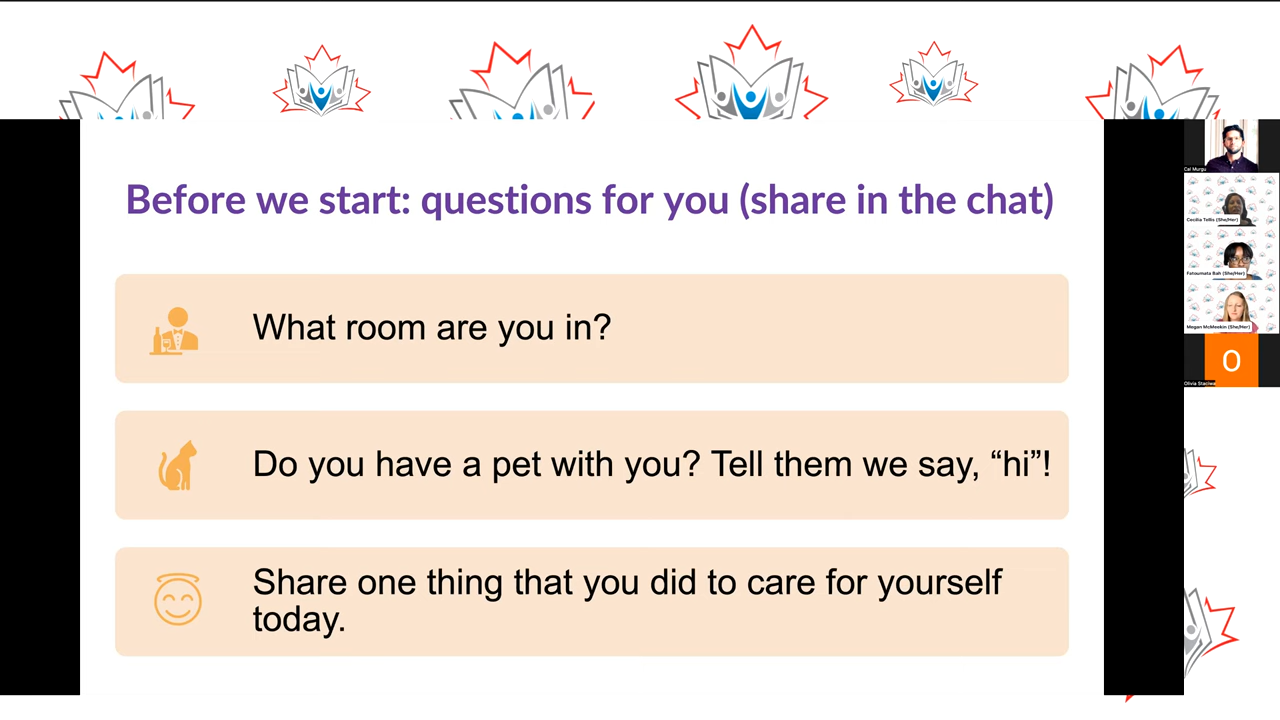 Before we start: questions for you (share in the chat)
What room are you in?
Do you have a pet with you? Tell them we say, “hi”!
Share one thing that you did to care for yourself
today.
Cal Murgu
Cecilia Tellis (She/Her)
Fatoumata Bah (She/Her)
Megan McMeekin (She/Her)
O
Olivia Staciwa